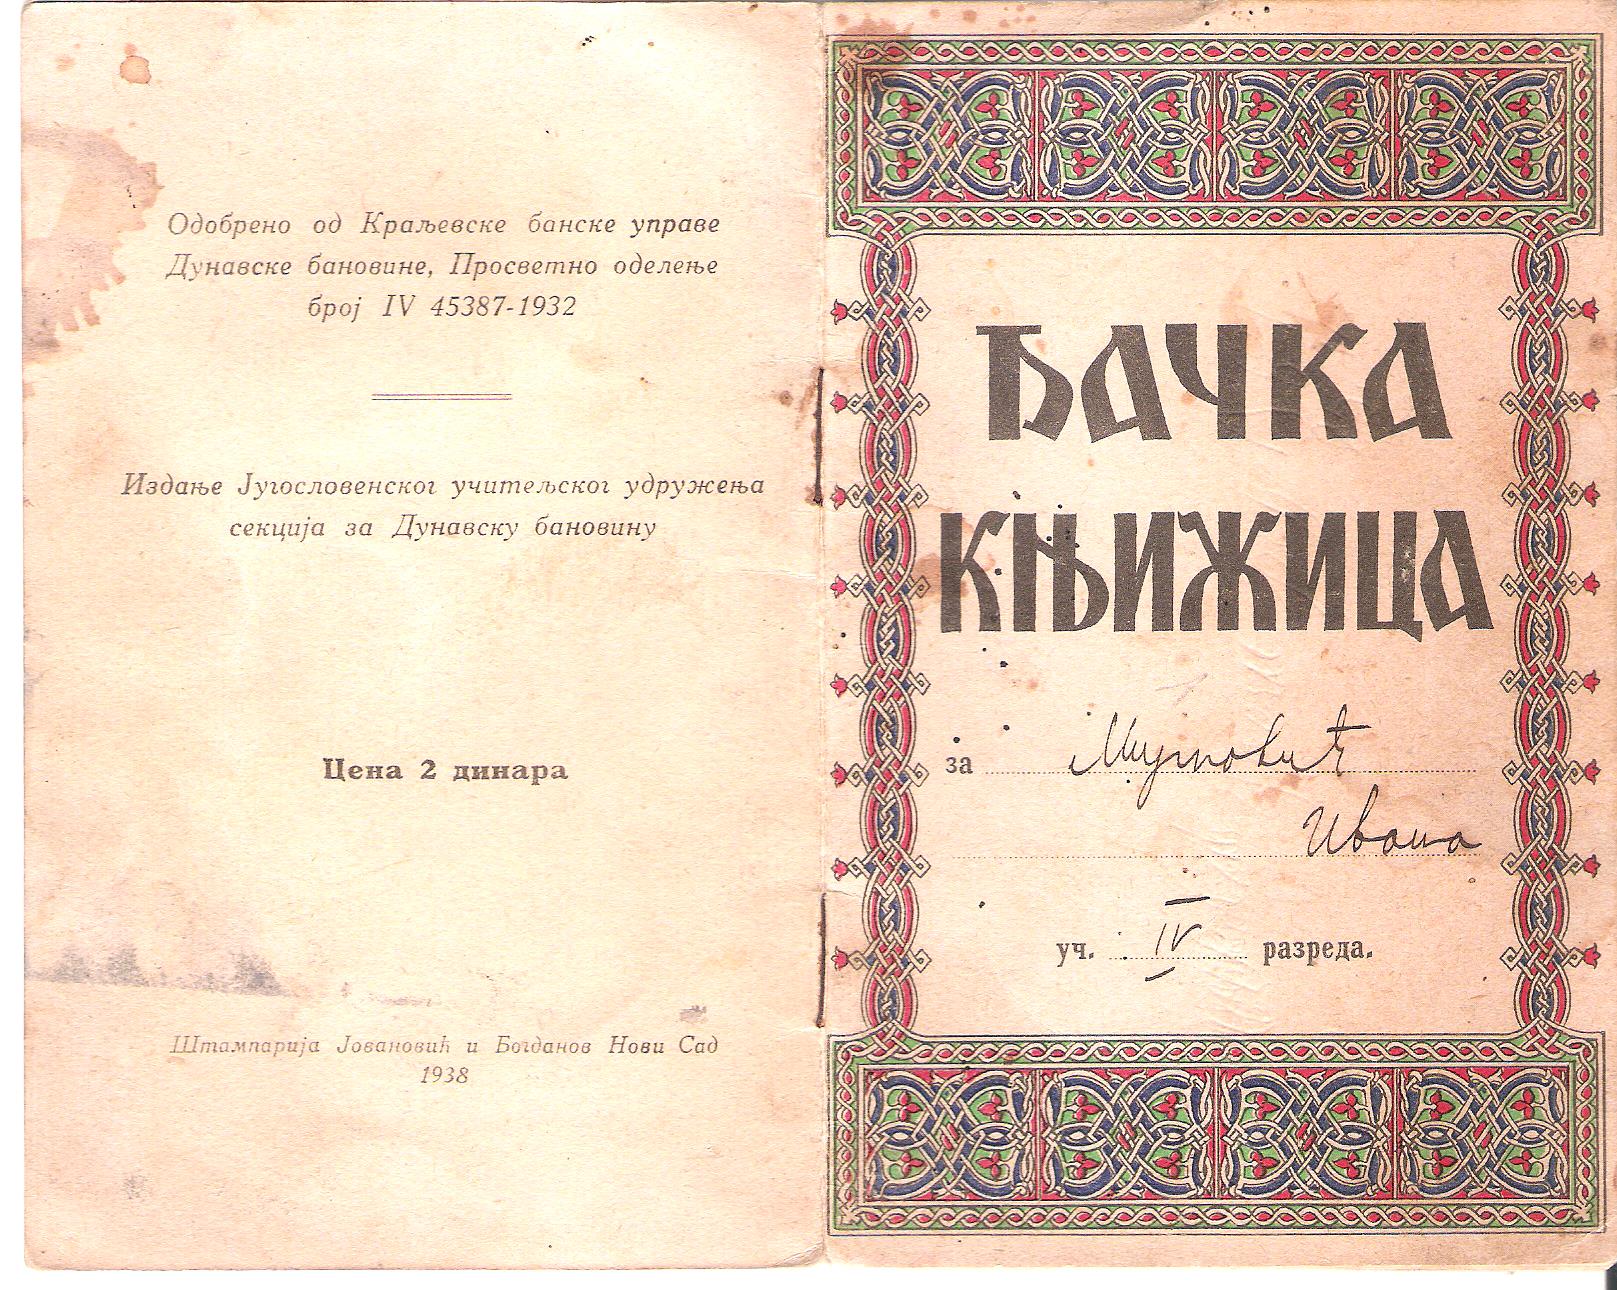 Одобрено од Краљевске банске управе
Дунавске бановине, Просветно оделење
број IV 45387-1932
Издање Југословенског учитељског удружења
секција за Дунавску бановину
Цена 2 динара
Штампарија Јовановић и Богданов Нови Сад
1938
ЂАЧКА
КЊИЖИЦА
за
Ивана
уч. IV разреда.